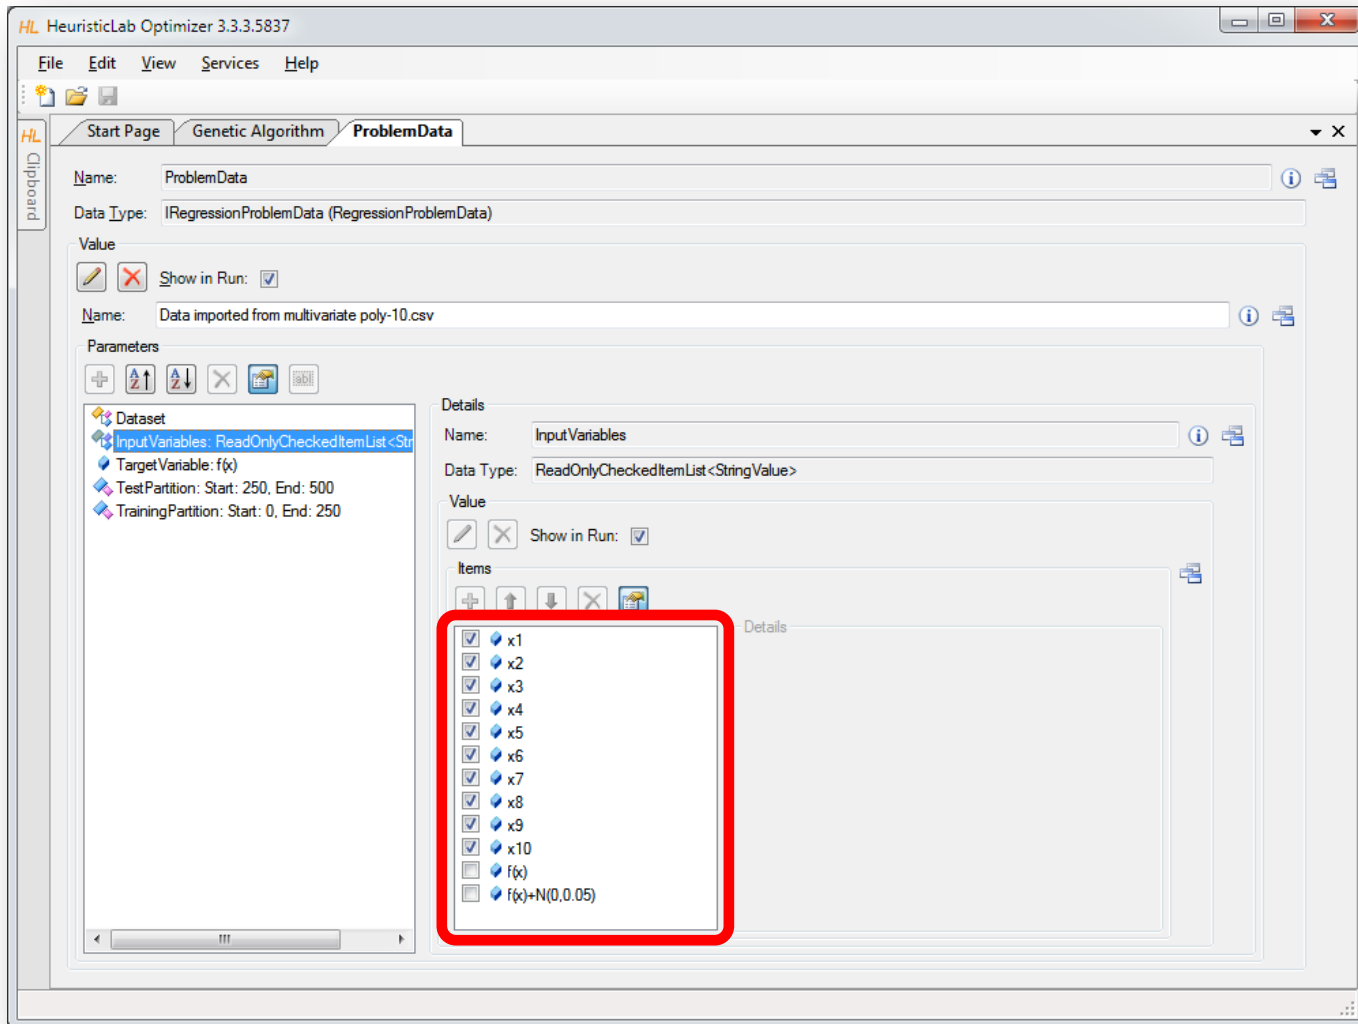 HL HeuristicLab Optimizer 3.3.3.5837
File Edit View Services Help
HL Clipboard
Start Page Genetic Algorithm ProblemData
Name: ProblemData
Data Type: IRegressionProblemData (RegressionProblemData)
Value
Show in Run:
Name: Data imported from multivariate poly-10.csv
Parameters
Dataset
InputVariables: ReadOnlyCheckedItemList<Str
TargetVariable: f(x)
TestPartition: Start: 250, End: 500
TrainingPartition: Start: 0, End: 250
Details
Name: InputVariables
Data Type: ReadOnlyCheckedItemList<StringValue>
Value
Show in Run:
Items
x1
x2
x3
x4
x5
x6
x7
x8
x9
x10
f(x)
f(x)+N(0,0.05)
Details